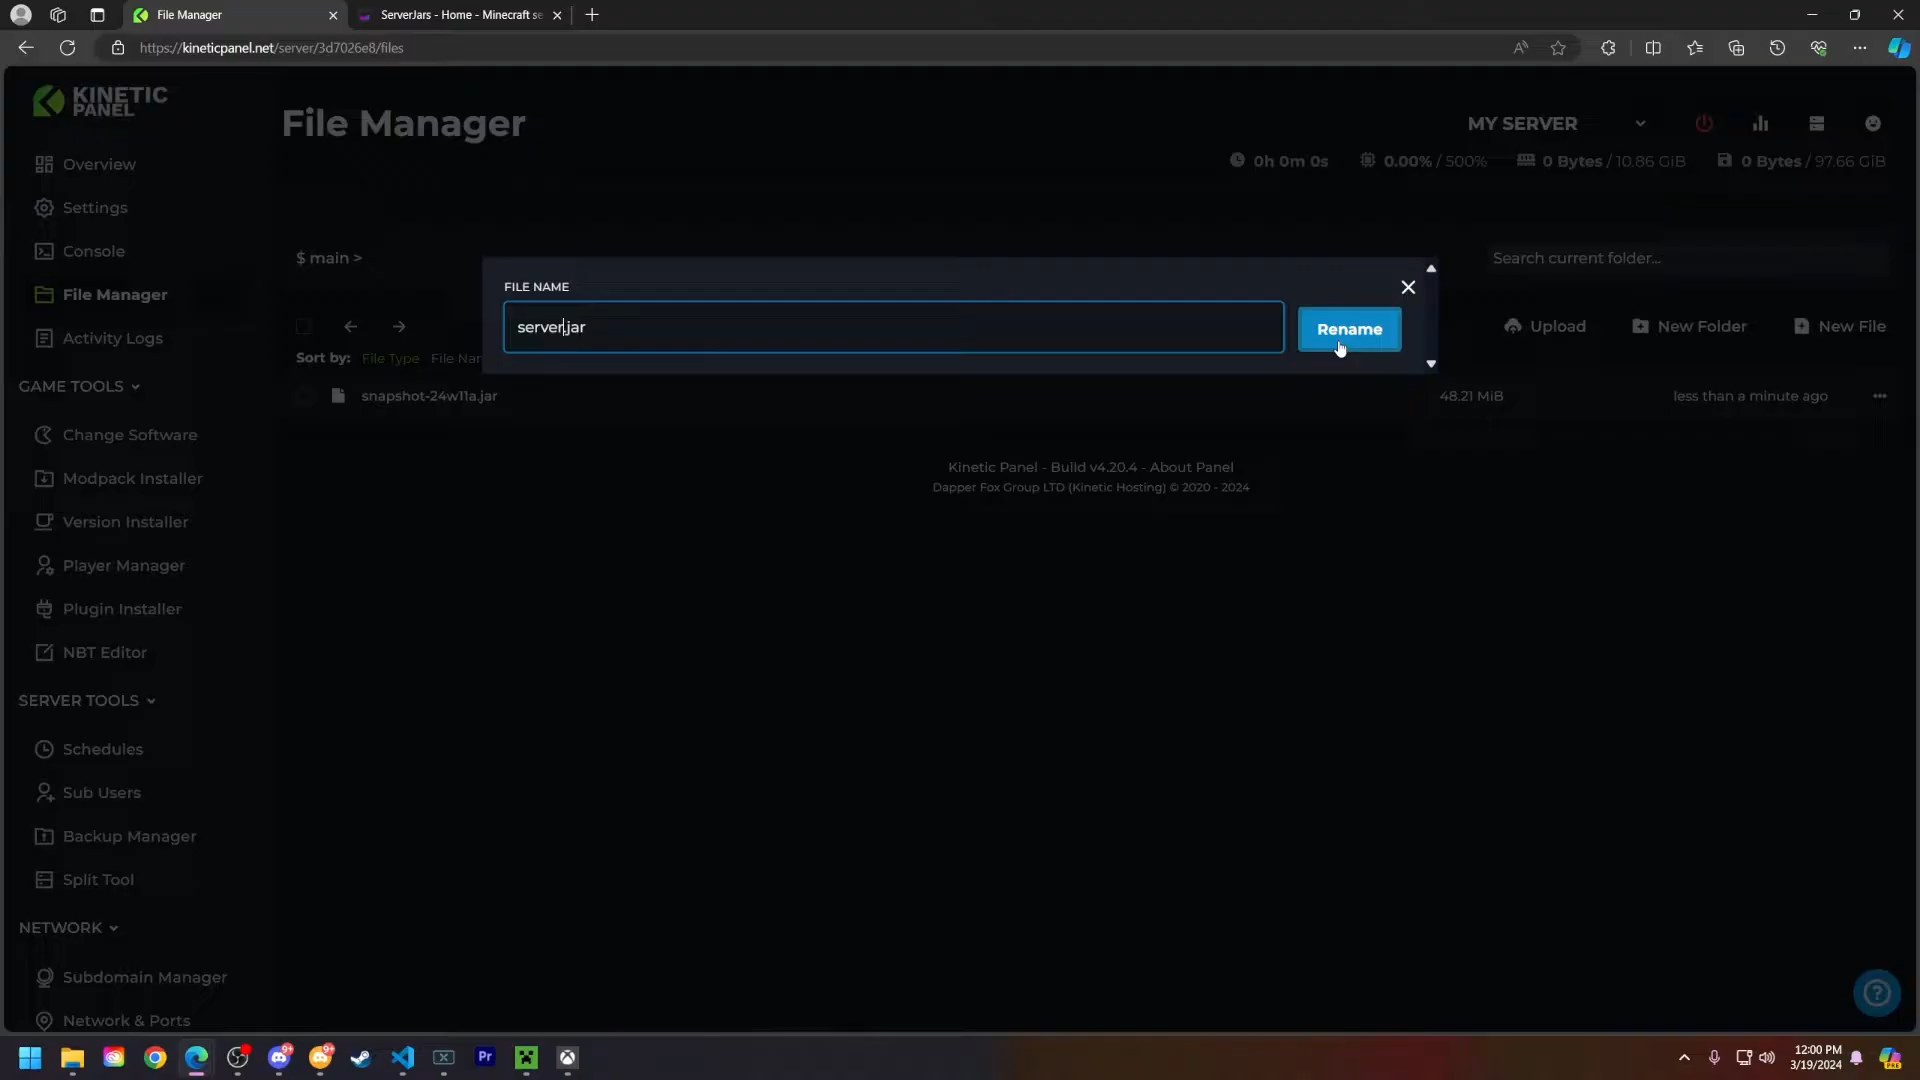 File Manager
ServerJars - Home - Minecraft se
https://kineticpanel.net/server/3d7026e8/files
KINETIC
PANEL
File Manager
MY SERVER
0h 0m 0s
0.00% / 500%
0 Bytes / 10.86 GiB
0 Bytes / 97.66 GiB
Overview
Settings
Console
File Manager
Activity Logs
GAME TOOLS
Change Software
Modpack Installer
Version Installer
Player Manager
Plugin Installer
NBT Editor
SERVER TOOLS
Schedules
Sub Users
Backup Manager
Split Tool
NETWORK
Subdomain Manager
Network & Ports
$ main >
Search current folder...
FILE NAME
server.jar
Rename
Upload
New Folder
New File
Sort by: File Type File Nan
snapshot-24w11a.jar
48.21 MiB
less than a minute ago
Kinetic Panel - Build v4.20.4 - About Panel
Dapper Fox Group LTD (Kinetic Hosting) © 2020 - 2024
9+
9+
Pr
12:00 PM
3/19/2024
PRE